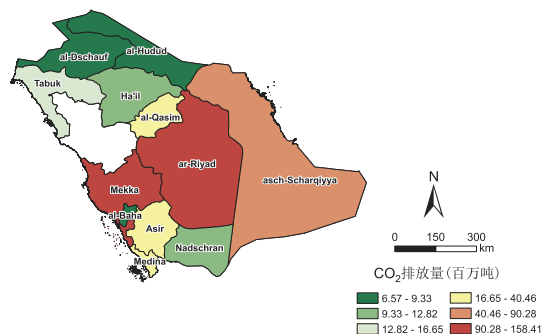 al-Hudud
al-Dschauf
Tabuk
Ha'il
al-Qasim
ar-Riyad
asch-Scharqiyya
Mekka
al-Baha
Asir
Nadschran
Medina
N
0 150 300
km
CO₂排放量(百万吨)
6.57 - 9.33
9.33 - 12.82
12.82 - 16.65
16.65 - 40.46
40.46 - 90.28
90.28 - 158.41